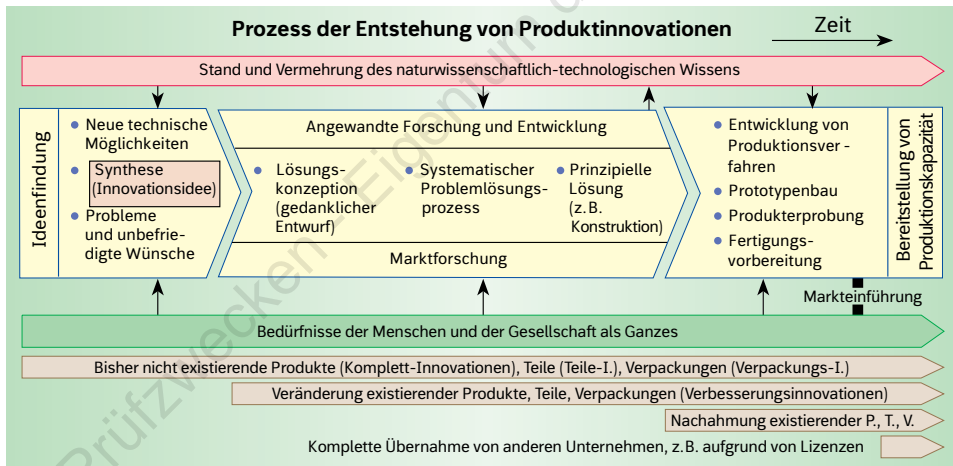 Prozess der Entstehung von Produktinnovationen
Zeit
Stand und Vermehrung des naturwissenschaftlich-technologischen Wissens
Ideenfindung
Neue technische
Möglichkeiten
Synthese
(Innovationsidee)
Probleme
und unbefrie-
digte Wünsche
Angewandte Forschung und Entwicklung
Lösungs-
konzeption
(gedanklicher
Entwurf)
Systematischer
Problemlösungs-
prozess
Prinzipielle
Lösung
(z. B.
Konstruktion)
Marktforschung
Entwicklung von
Produktionsver-
fahren
Prototypenbau
Produkterprobung
Fertigungs-
vorbereitung
Bereitstellung von
Produktionskapazität
Markteinführung
Bedürfnisse der Menschen und der Gesellschaft als Ganzes
Bisher nicht existierende Produkte (Komplett-Innovationen), Teile (Teile-I.), Verpackungen (Verpackungs-I.)
Veränderung existierender Produkte, Teile, Verpackungen (Verbesserungsinnovationen)
Nachahmung existierender P., T., V.
Komplette Übernahme von anderen Unternehmen, z. B. aufgrund von Lizenzen
Prüfzwecken - Eigentum